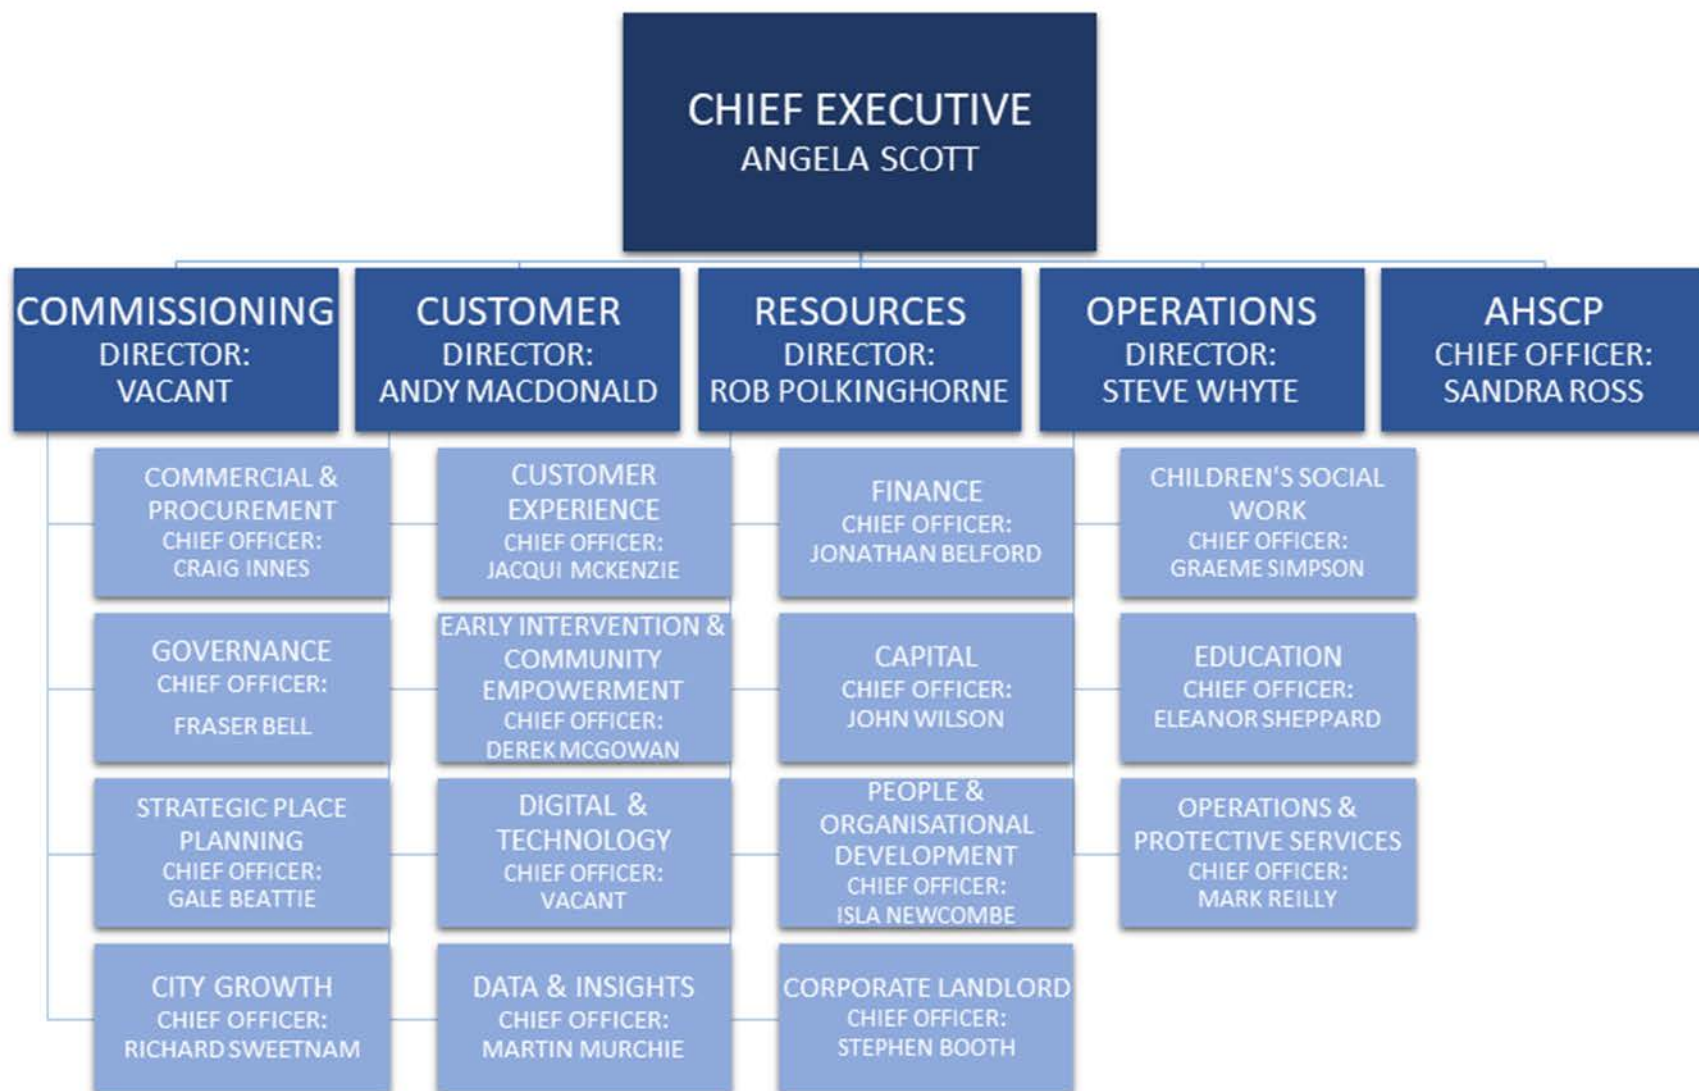 CHIEF EXECUTIVE
ANGELA SCOTT
COMMISSIONING
DIRECTOR:
VACANT
CUSTOMER
DIRECTOR:
ANDY MACDONALD
RESOURCES
DIRECTOR:
ROB POLKINGHORNE
OPERATIONS
DIRECTOR:
STEVE WHYTE
AHSCP
CHIEF OFFICER:
SANDRA ROSS
COMMERCIAL &
PROCUREMENT
CHIEF OFFICER:
CRAIG INNES
CUSTOMER
EXPERIENCE
CHIEF OFFICER:
JACQUI MCKENZIE
FINANCE
CHIEF OFFICER:
JONATHAN BELFORD
CHILDREN'S SOCIAL
WORK
CHIEF OFFICER:
GRAEME SIMPSON
GOVERNANCE
CHIEF OFFICER:
FRASER BELL
EARLY INTERVENTION &
COMMUNITY
EMPOWERMENT
CHIEF OFFICER:
DEREK MCGOWAN
CAPITAL
CHIEF OFFICER:
JOHN WILSON
EDUCATION
CHIEF OFFICER:
ELEANOR SHEPPARD
STRATEGIC PLACE
PLANNING
CHIEF OFFICER:
GALE BEATTIE
DIGITAL &
TECHNOLOGY
CHIEF OFFICER:
VACANT
PEOPLE &
ORGANISATIONAL
DEVELOPMENT
CHIEF OFFICER:
ISLA NEWCOMBE
OPERATIONS &
PROTECTIVE SERVICES
CHIEF OFFICER:
MARK REILLY
CITY GROWTH
CHIEF OFFICER:
RICHARD SWEETNAM
DATA & INSIGHTS
CHIEF OFFICER:
MARTIN MURCHIE
CORPORATE LANDLORD
CHIEF OFFICER:
STEPHEN BOOTH